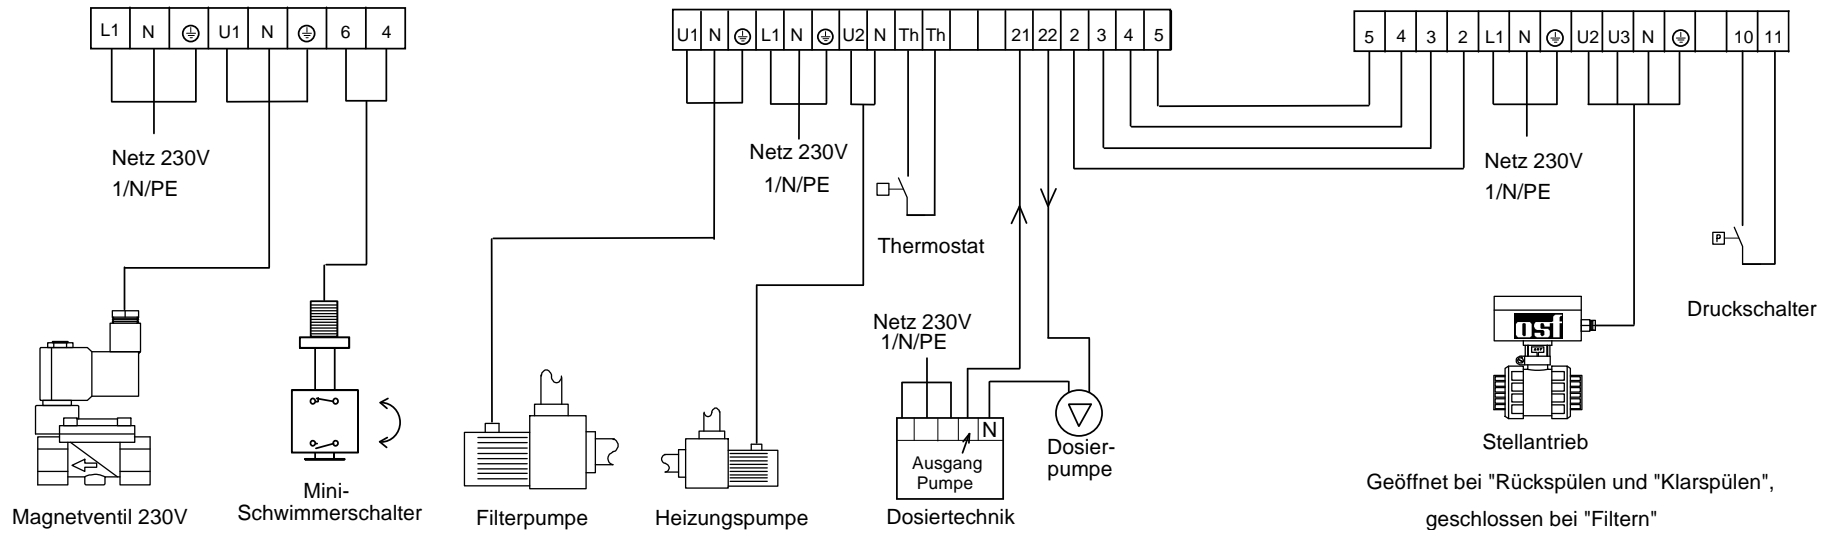 L1 N U1 N 6 4
U1 N L1 N U2 N Th Th 21 22 2 3 4 5
5 4 3 2 L1 N U2 U3 N 10 11
Netz 230V
1/N/PE
Netz 230V
1/N/PE
Netz 230V
1/N/PE
Thermostat
P
Druckschalter
osf
Netz 230V
1/N/PE
N
Ausgang
Pumpe
Dosier-
pumpe
Stellantrieb
Geöffnet bei "Rückspülen und "Klarspülen",
geschlossen bei "Filtern"
Magnetventil 230V
Mini-
Schwimmerschalter
Filterpumpe
Heizungspumpe
Dosiertechnik